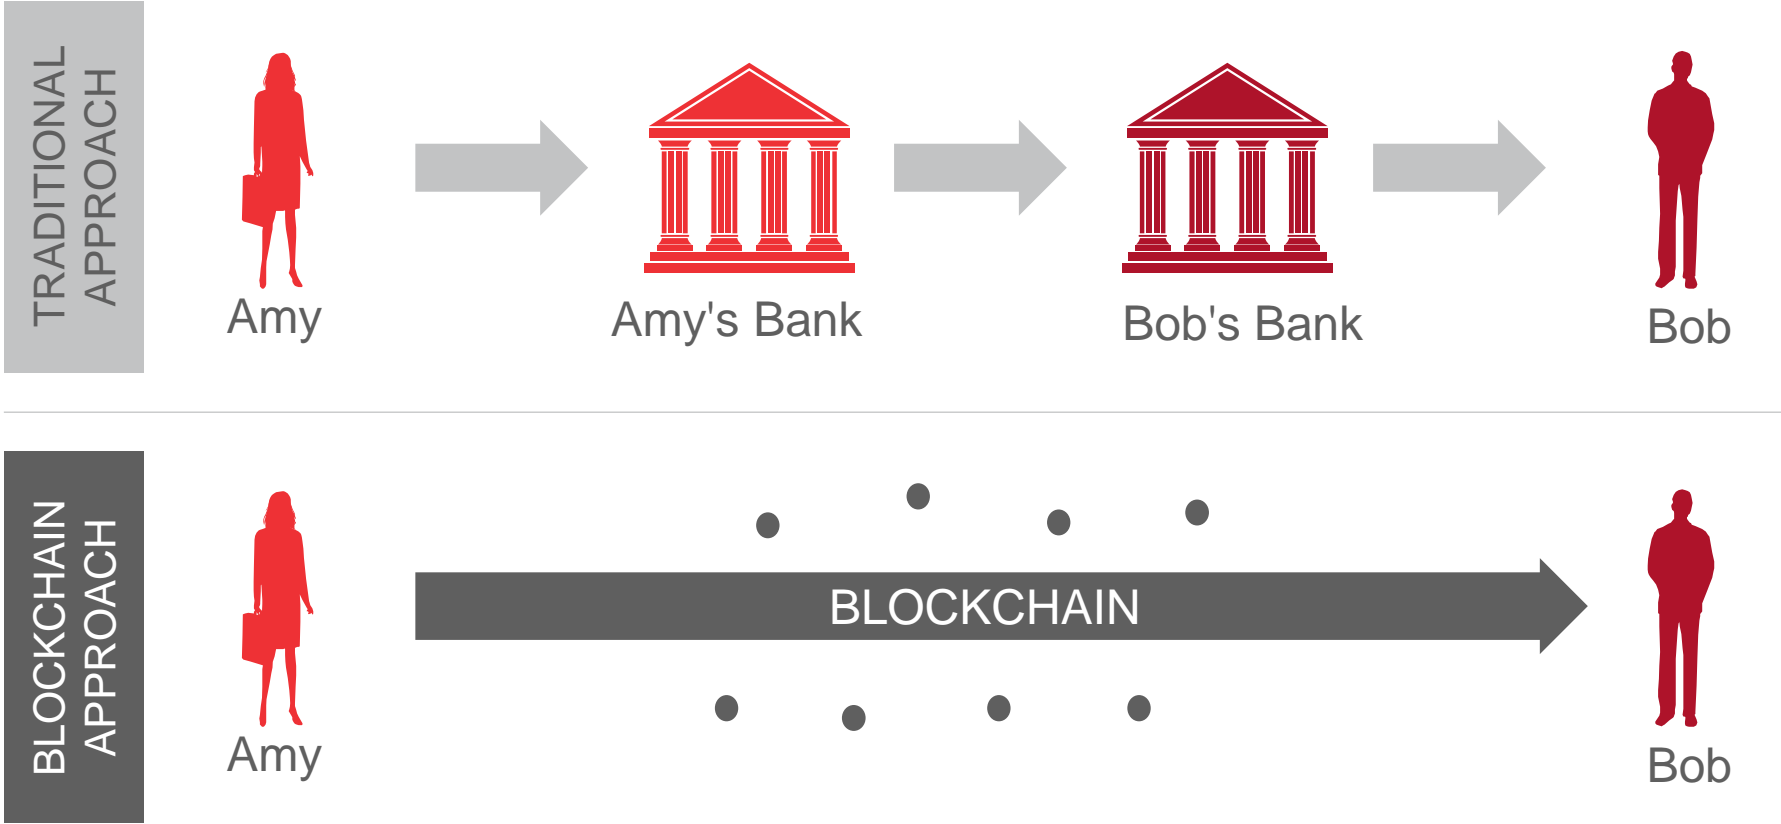 TRADITIONAL
APPROACH
Amy
Amy's Bank
Bob's Bank
Bob
BLOCKCHAIN
APPROACH
BLOCKCHAIN
Amy
Bob